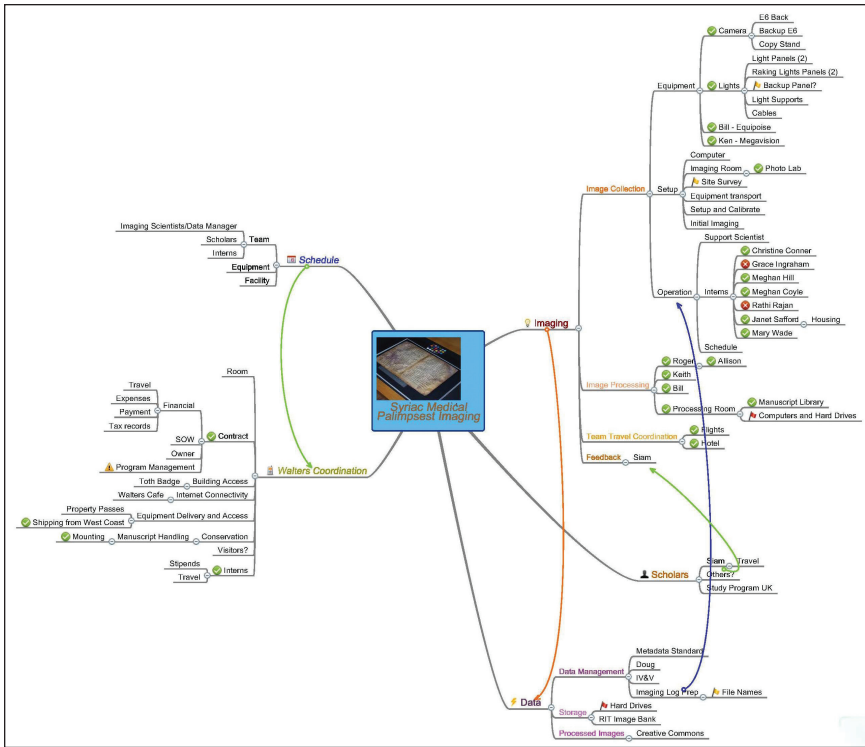 Syriac Medical
Palimpsest Imaging
Imaging
Image Collection
Equipment
Camera
E6 Back
Backup E6
Copy Stand
Lights
Light Panels (2)
Raking Lights Panels (2)
Backup Panel?
Light Supports
Cables
Bill - Equipoise
Ken - Megavision
Setup
Computer
Imaging Room
Photo Lab
Site Survey
Equipment transport
Setup and Calibrate
Initial Imaging
Operation
Support Scientist
Interns
Christine Conner
Grace Ingraham
Meghan Hill
Meghan Coyle
Rathi Rajan
Janet Safford
Housing
Mary Wade
Schedule
Image Processing
Roger
Allison
Keith
Bill
Processing Room
Manuscript Library
Computers and Hard Drives
Team Travel Coordination
Flights
Hotel
Feedback
Siam
Scholars
Siam
Travel
Others?
Study Program UK
Data
Data Management
Metadata Standard
Doug
IV&V
Imaging Log Prep
File Names
Storage
Hard Drives
RIT Image Bank
Processed Images
Creative Commons
Schedule
Team
Imaging Scientists/Data Manager
Scholars
Interns
Equipment
Facility
Walters Coordination
Room
Contract
Financial
Travel
Expenses
Payment
Tax records
SOW
Owner
Program Management
Building Access
Toth Badge
Internet Connectivity
Walters Cafe
Equipment Delivery and Access
Property Passes
Shipping from West Coast
Conservation
Manuscript Handling
Mounting
Visitors?
Interns
Stipends
Travel